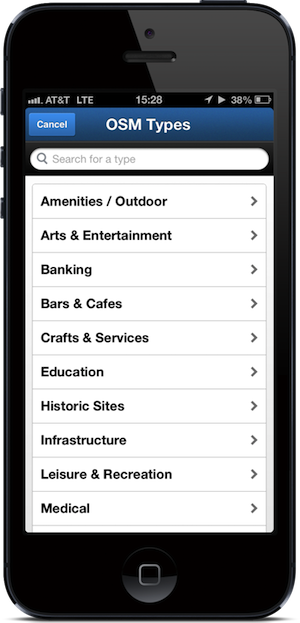 AT&T LTE 15:28 38%
Cancel OSM Types
Search for a type
Amenities / Outdoor
Arts & Entertainment
Banking
Bars & Cafes
Crafts & Services
Education
Historic Sites
Infrastructure
Leisure & Recreation
Medical